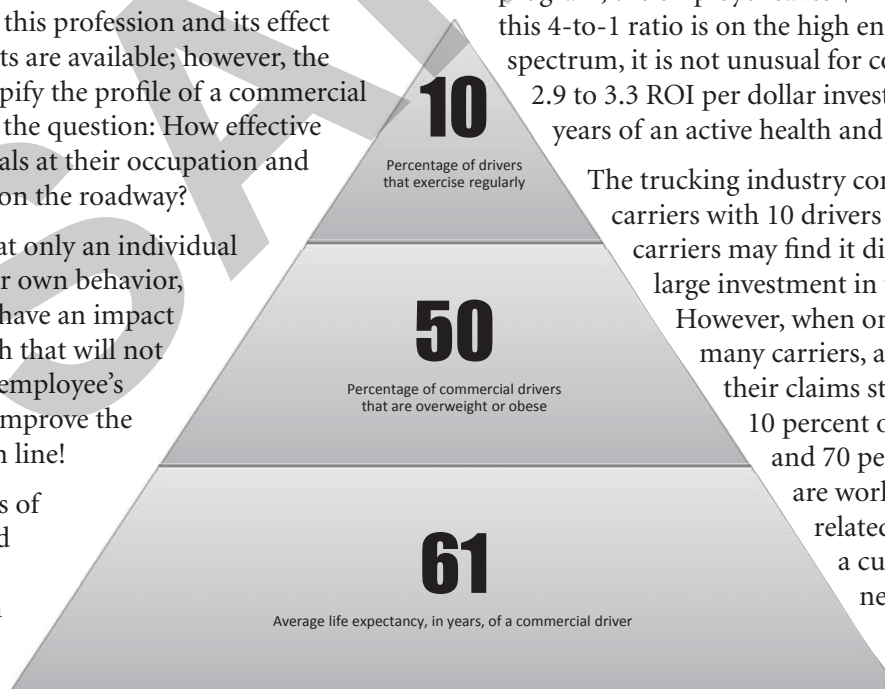 this profession and its effect
ts are available; however, the
pify the profile of a commercial
the question: How effective
als at their occupation and
on the roadway?
at only an individual
r own behavior,
have an impact
h that will not
employee's
mprove the
n line!
s of
d
10
Percentage of drivers
that exercise regularly
50
Percentage of commercial drivers
that are overweight or obese
61
Average life expectancy, in years, of a commercial driver
this 4-to-1 ratio is on the high en
spectrum, it is not unusual for co
2.9 to 3.3 ROI per dollar invest
years of an active health and
The trucking industry con
carriers with 10 drivers
carriers may find it di
large investment in
However, when on
many carriers, a
their claims st
10 percent o
and 70 pe
are work
related
a cu
ne